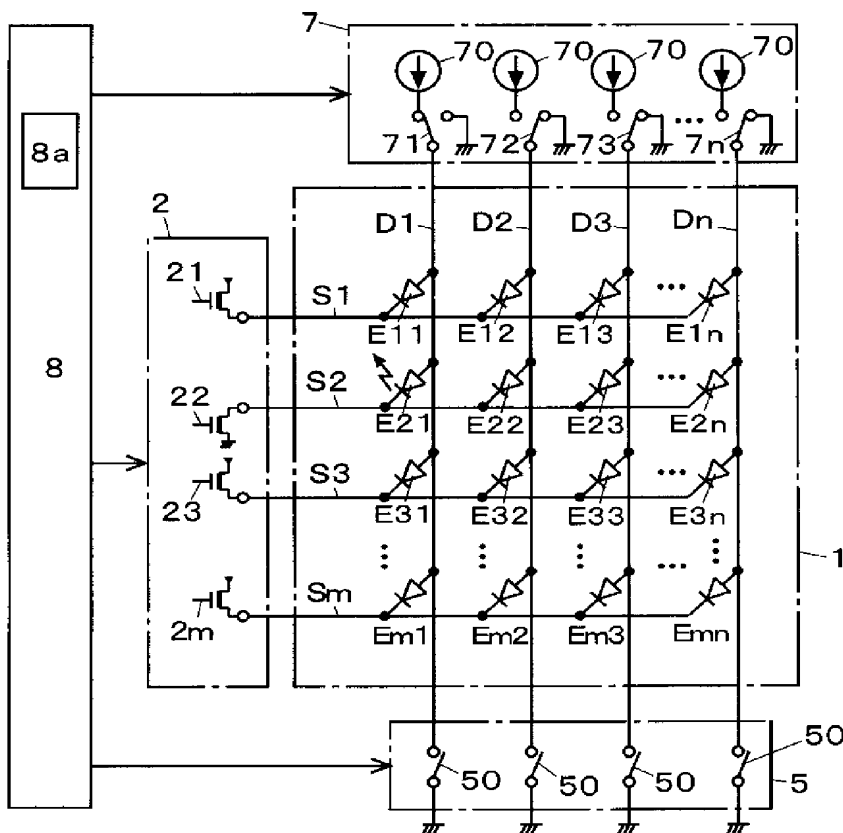 7
70 70 70 70
71 72 73 ... 7n
8a
2
D1 D2 D3 Dn
21
S1
E11 E12 E13 ... E1n
8
22
S2
E21 E22 E23 ... E2n
23
S3
E31 E32 E33 ... E3n
1
2m
Sm
Em1 Em2 Em3 ... Emn
50
50 50 50 5